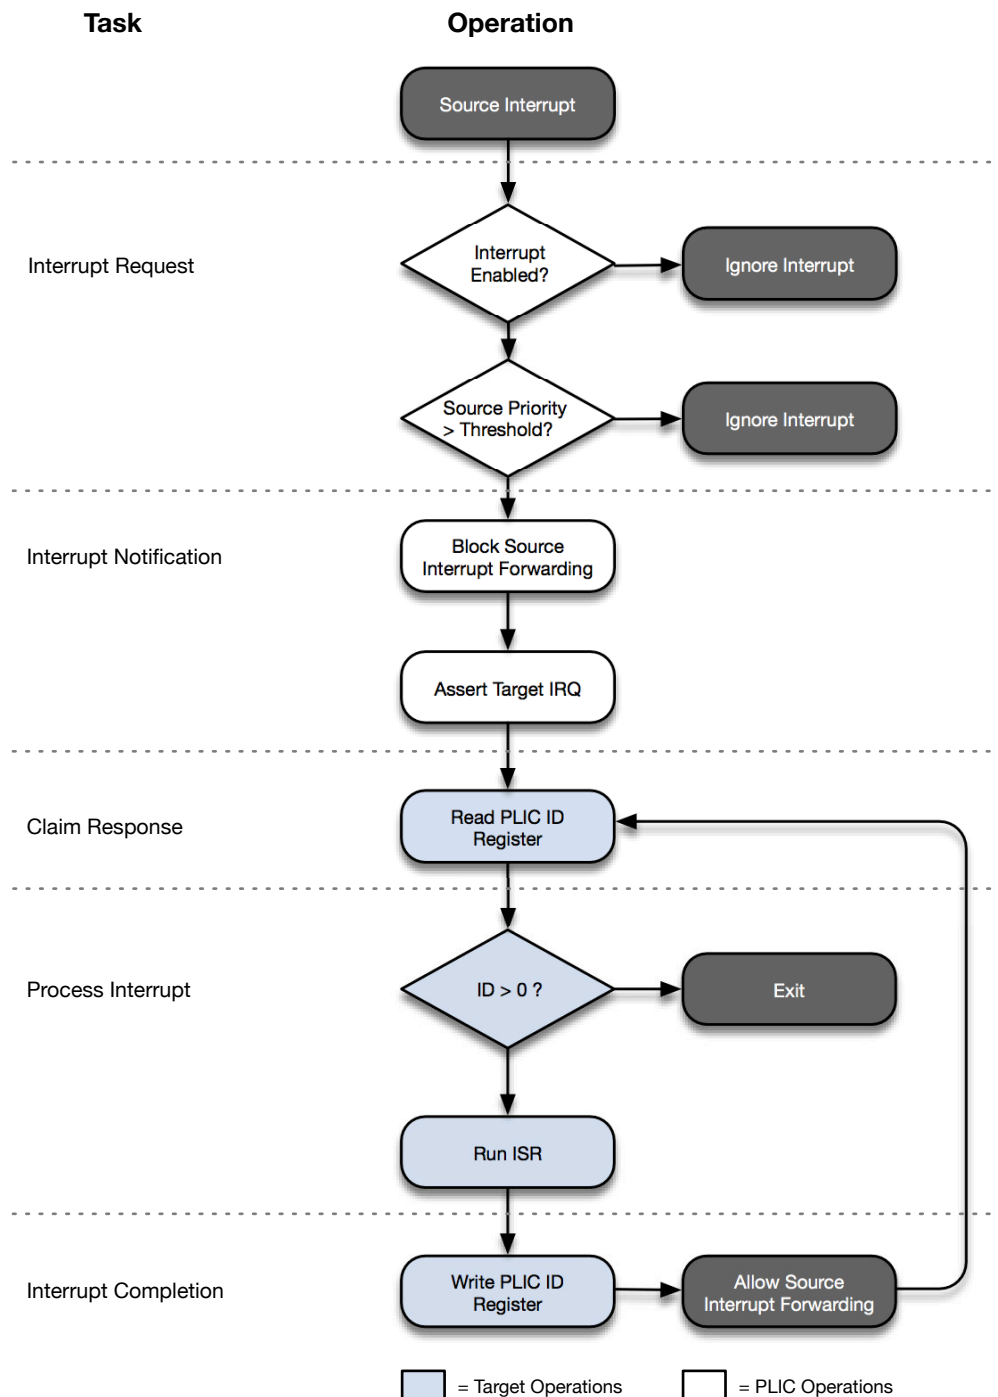 Task
Operation
Source Interrupt
Interrupt Request
Interrupt
Enabled?
Ignore Interrupt
Source Priority
> Threshold?
Ignore Interrupt
Interrupt Notification
Block Source
Interrupt Forwarding
Assert Target IRQ
Claim Response
Read PLIC ID
Register
Process Interrupt
ID > 0 ?
Exit
Run ISR
Interrupt Completion
Write PLIC ID
Register
Allow Source
Interrupt Forwarding
= Target Operations
= PLIC Operations